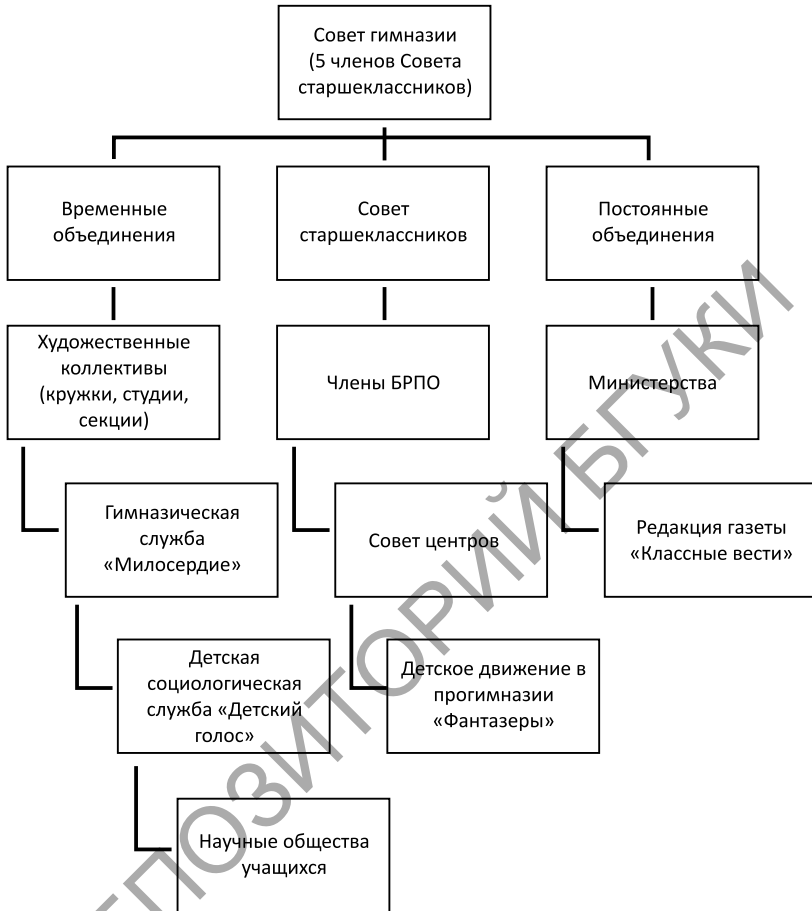 Совет гимназии
(5 членов Совета
старшеклассников)
Временные
объединения
Совет
старшеклассников
Постоянные
объединения
Художественные
коллективы
(кружки, студии,
секции)
Члены БРПО
Министерства
Гимназическая
служба
«Милосердие»
Совет центров
Редакция газеты
«Классные вести»
Детская
социологическая
служба «Детский
голос»
Детское движение в
прогимназии
«Фантазеры»
Научные общества
учащихся
ЕПОЗИТОРИЙ БГУКИ